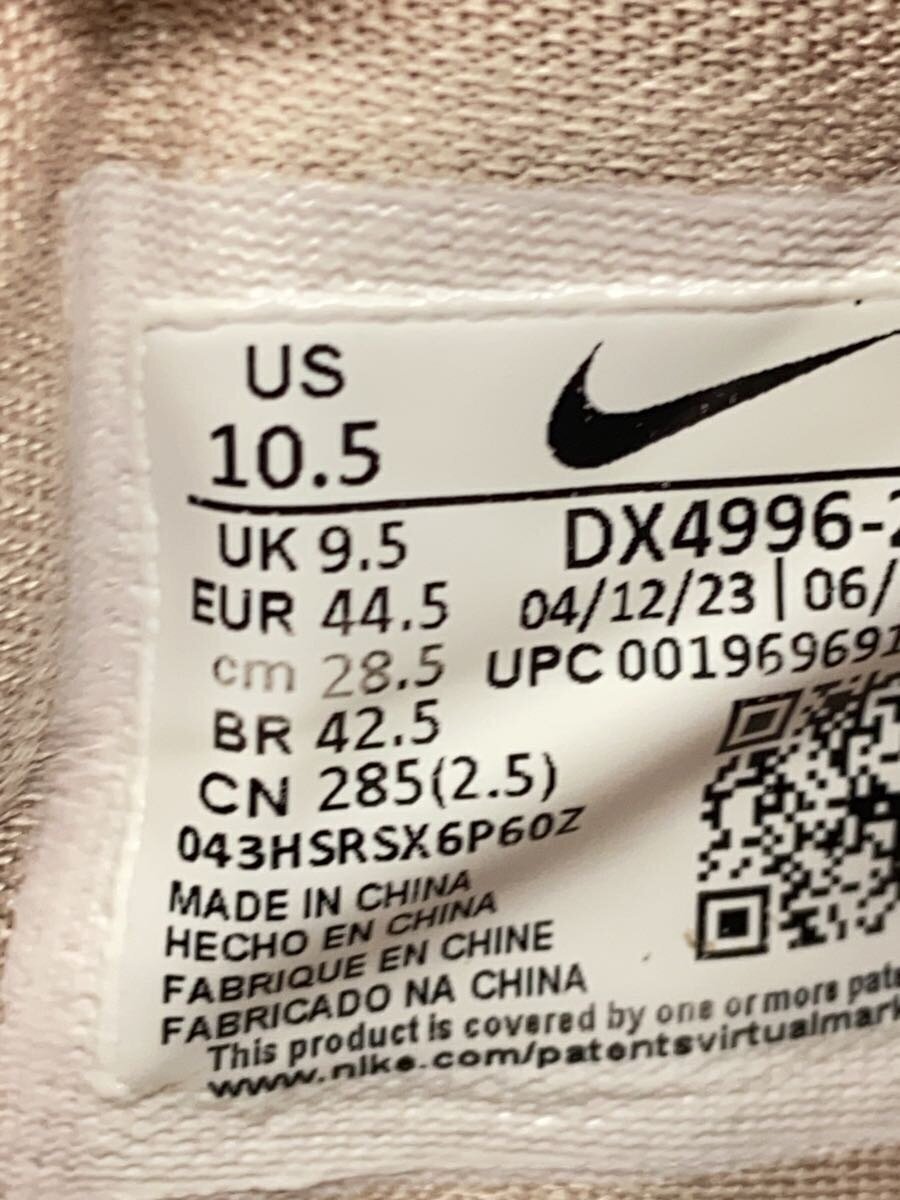 US
10.5
UK 9.5
EUR 44.5
cm 28.5
BR 42.5
CN 285(2.5)
043HSRSX6P60Z
DX4996-
04/12/23 | 06/
UPC 001969691
MADE IN CHINA
HECHO EN CHINA
FABRIQUE EN CHINE
FABRICADO NA CHINA
This product is covered by one or more
www.nike.com/patentsvirtualmark